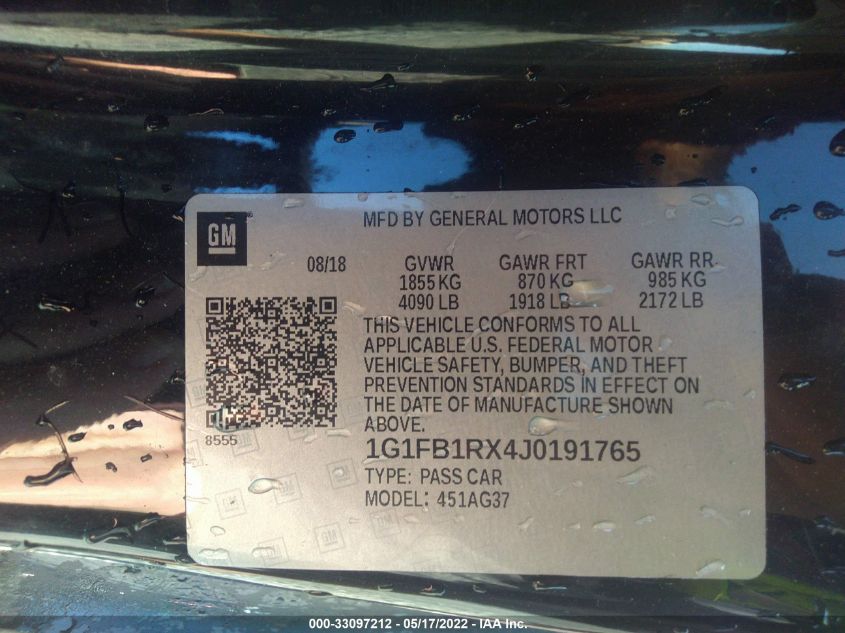 MFD BY GENERAL MOTORS LLC
GM
08/18 GVWR GAWR FRT GAWR RR
1855 KG 870 KG 985 KG
4090 LB 1918 LB 2172 LB
THIS VEHICLE CONFORMS TO ALL
APPLICABLE U.S. FEDERAL MOTOR
VEHICLE SAFETY, BUMPER, AND THEFT
PREVENTION STANDARDS IN EFFECT ON
THE DATE OF MANUFACTURE SHOWN
ABOVE.
8555
1G1FB1RX4J0191765
TYPE: PASS CAR
MODEL: 451AG37
000-33097212 - 05/17/2022 - IAA Inc.